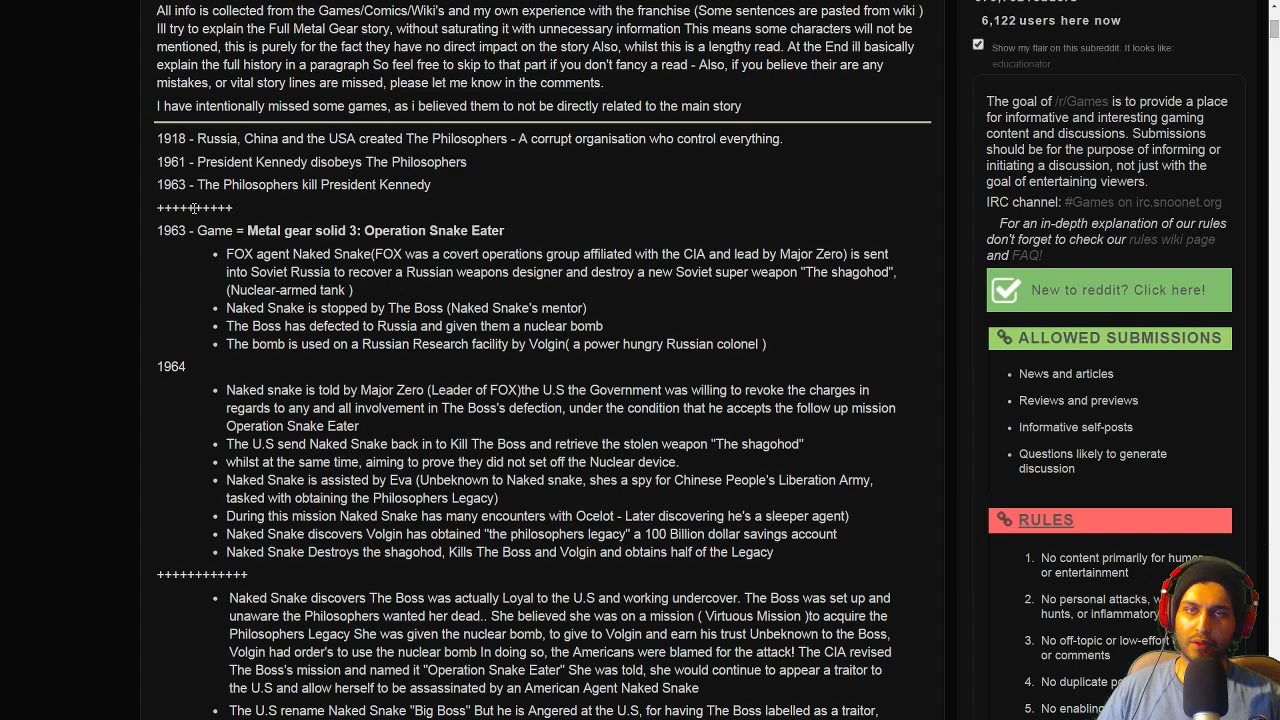 All info is collected from the Games/Comics/Wiki's and my own experience with the franchise (Some sentences are pasted from wiki )
Ill try to explain the Full Metal Gear story, without saturating it with unnecessary information This means some characters will not be
mentioned, this is purely for the fact they have no direct impact on the story Also, whilst this is a lengthy read. At the End ill basically
explain the full history in a paragraph So feel free to skip to that part if you don't fancy a read - Also, if you believe their are any
mistakes, or vital story lines are missed, please let me know in the comments.
I have intentionally missed some games, as i believed them to not be directly related to the main story
1918 - Russia, China and the USA created The Philosophers - A corrupt organisation who control everything.
1961 - President Kennedy disobeys The Philosophers
1963 - The Philosophers kill President Kennedy
++++++++++
1963 - Game = Metal gear solid 3: Operation Snake Eater
FOX agent Naked Snake(FOX was a covert operations group affiliated with the CIA and lead by Major Zero) is sent
into Soviet Russia to recover a Russian weapons designer and destroy a new Soviet super weapon "The shagohod",
(Nuclear-armed tank )
Naked Snake is stopped by The Boss (Naked Snake's mentor)
The Boss has defected to Russia and given them a nuclear bomb
The bomb is used on a Russian Research facility by Volgin( a power hungry Russian colonel )
1964
Naked snake is told by Major Zero (Leader of FOX)the U.S the Government was willing to revoke the charges in
regards to any and all involvement in The Boss's defection, under the condition that he accepts the follow up mission
Operation Snake Eater
The U.S send Naked Snake back in to Kill The Boss and retrieve the stolen weapon "The shagohod"
whilst at the same time, aiming to prove they did not set off the Nuclear device.
Naked Snake is assisted by Eva (Unbeknown to Naked snake, shes a spy for Chinese People's Liberation Army,
tasked with obtaining the Philosophers Legacy)
During this mission Naked Snake has many encounters with Ocelot - Later discovering he's a sleeper agent)
Naked Snake discovers Volgin has obtained "the philosophers legacy" a 100 Billion dollar savings account
Naked Snake Destroys the shagohod, Kills The Boss and Volgin and obtains half of the Legacy
++++++++++++
Naked Snake discovers The Boss was actually Loyal to the U.S and working undercover. The Boss was set up and
unaware the Philosophers wanted her dead.. She believed she was on a mission ( Virtuous Mission )to acquire the
Philosophers Legacy She was given the nuclear bomb, to give to Volgin and earn his trust Unbeknown to the Boss,
Volgin had order's to use the nuclear bomb In doing so, the Americans were blamed for the attack! The CIA revised
The Boss's mission and named it "Operation Snake Eater" She was told, she would continue to appear a traitor to
the U.S and allow herself to be assassinated by an American Agent Naked Snake
The U.S rename Naked Snake "Big Boss" But he is Angered at the U.S, for having The Boss labelled as a traitor,
6,122 users here now
Show my flair on this subreddit. It looks like:
educationator
The goal of /r/Games is to provide a place
for informative and interesting gaming
content and discussions. Submissions
should be for the purpose of informing or
initiating a discussion, not just with the
goal of entertaining viewers.
IRC channel: #Games on irc.snoonet.org
For an in-depth explanation of our rules
don't forget to check our rules wiki page
and FAQ!
New to reddit? Click here!
ALLOWED SUBMISSIONS
News and articles
Reviews and previews
Informative self-posts
Questions likely to generate
discussion
RULES
1. No content primarily for humor
or entertainment
2. No personal attacks,
hunts, or inflammatory
3. No off-topic or low-effort
or comments
4. No duplicate
5. No enabling